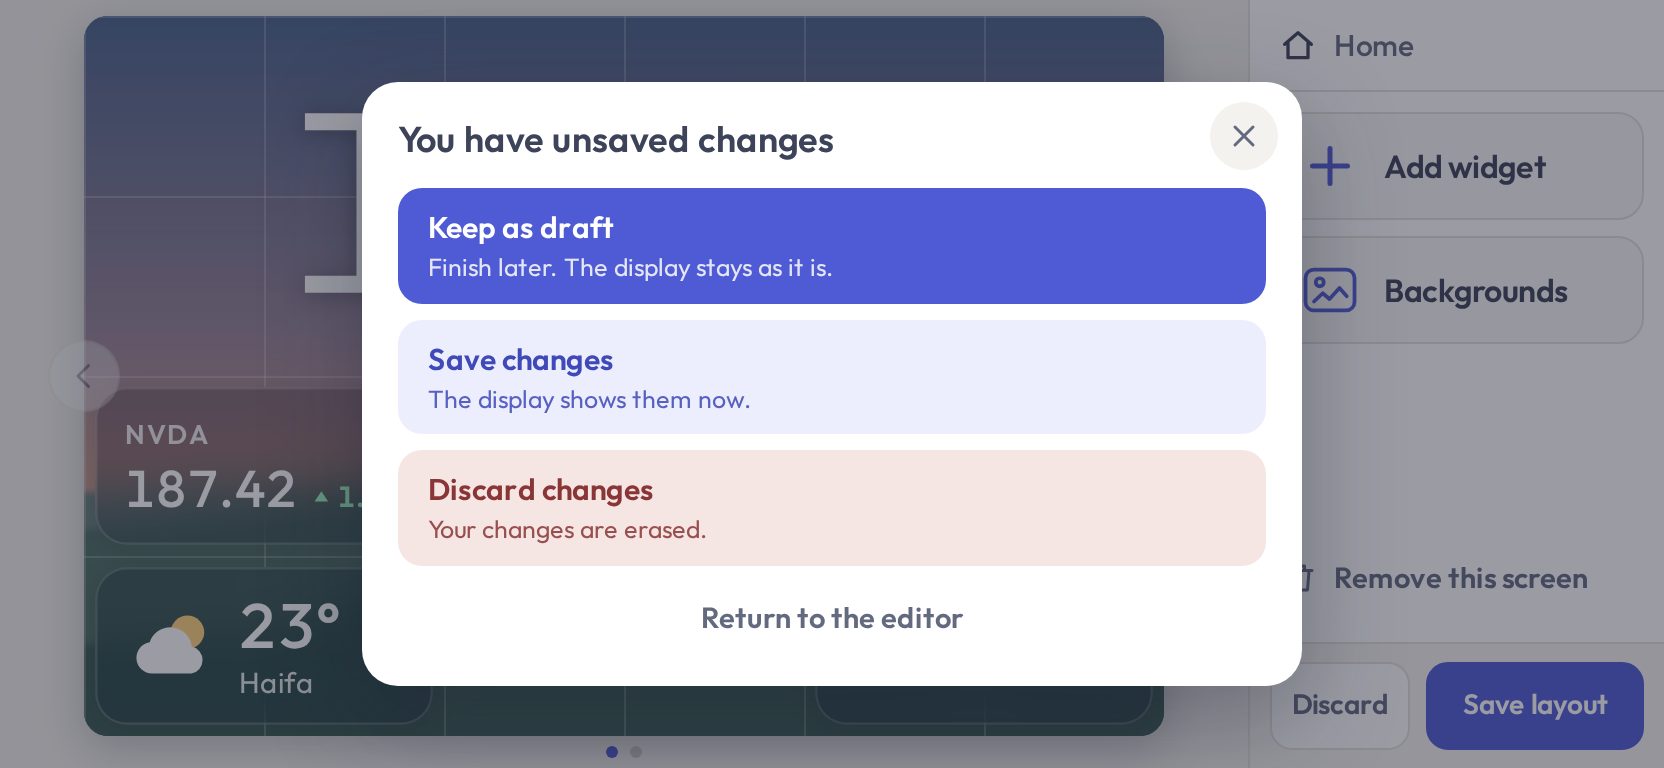 Home
You have unsaved changes
Add widget
Keep as draft
Finish later. The display stays as it is.
Backgrounds
Save changes
The display shows them now.
NVDA
187.42 ▲ 1.
Discard changes
Your changes are erased.
Remove this screen
23°
Haifa
Return to the editor
Discard
Save layout